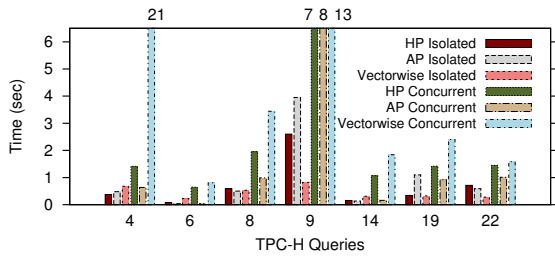 21
7 8 13
6
5
4
3
2
1
0
Time (sec)
HP Isolated
AP Isolated
Vectorwise Isolated
HP Concurrent
AP Concurrent
Vectorwise Concurrent
4 6 8 9 14 19 22
TPC-H Queries